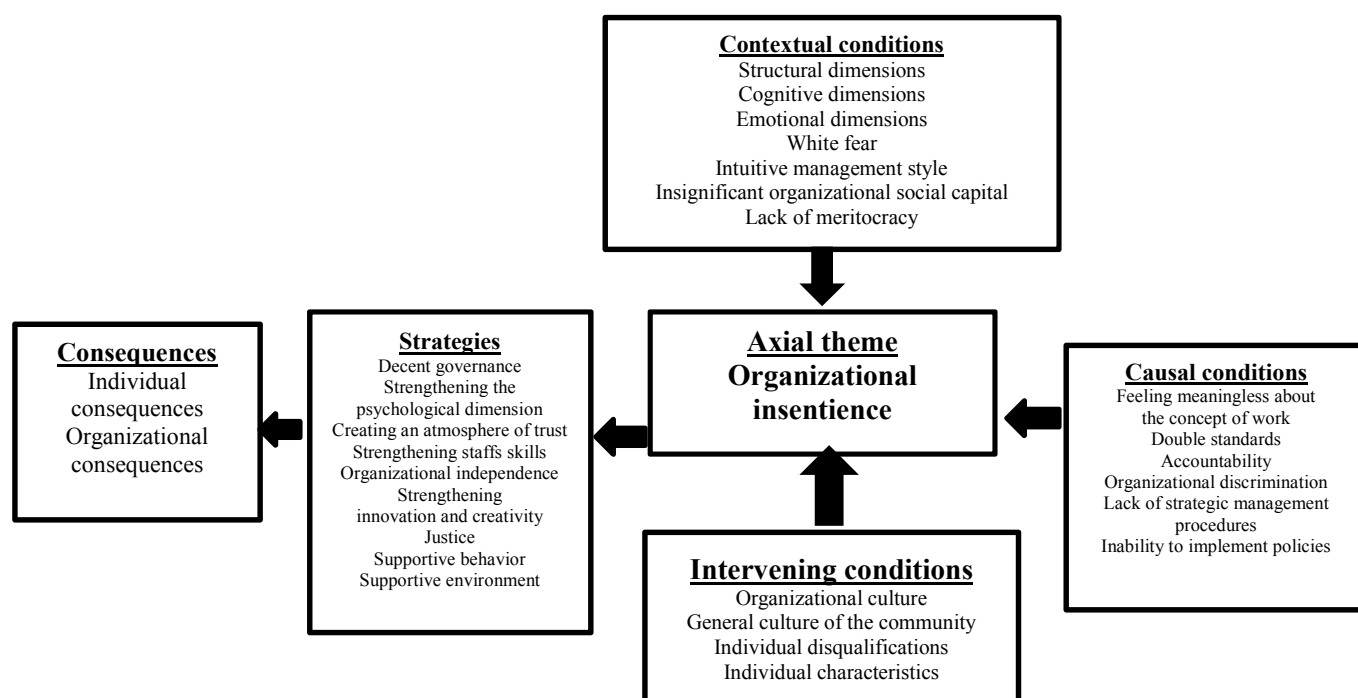 Contextual conditions
Structural dimensions
Cognitive dimensions
Emotional dimensions
White fear
Intuitive management style
Insignificant organizational social capital
Lack of meritocracy
Consequences
Individual
consequences
Organizational
consequences
Strategies
Decent governance
Strengthening the
psychological dimension
Creating an atmosphere of trust
Strengthening staffs skills
Organizational independence
Strengthening
innovation and creativity
Justice
Supportive behavior
Supportive environment
Axial theme
Organizational
insentience
Causal conditions
Feeling meaningless about
the concept of work
Double standards
Accountability
Organizational discrimination
Lack of strategic management
procedures
Inability to implement policies
Intervening conditions
Organizational culture
General culture of the community
Individual disqualifications
Individual characteristics